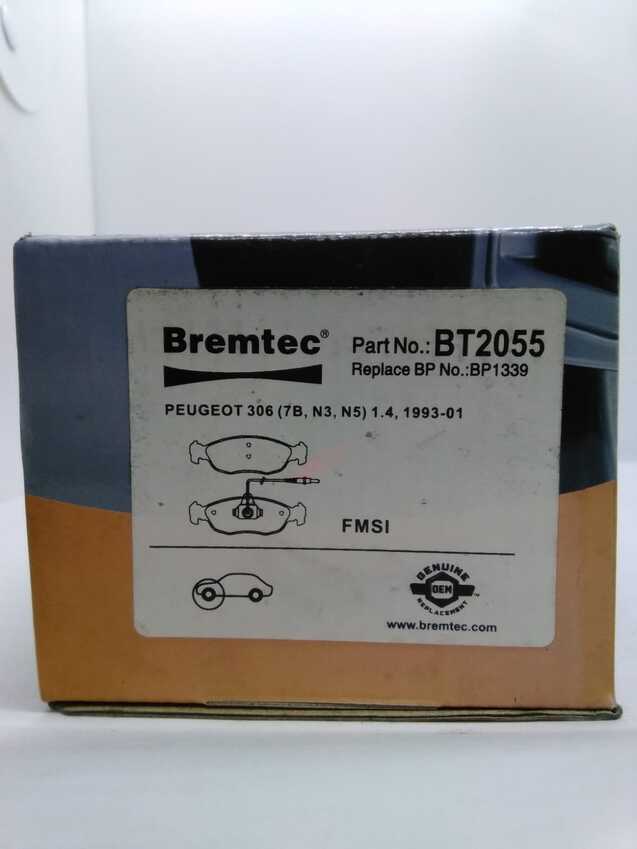 Bremtec®
Part No.: BT2055
Replace BP No.:BP1339
PEUGEOT 306 (7B, N3, N5) 1.4, 1993-01
FMSI
GENUINE
OEM
REPLACEMENT
™
www.bremtec.com